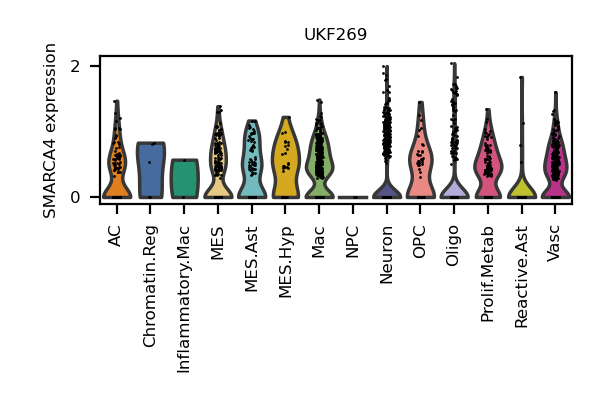 UKF269
SMARCA4 expression
2
0
AC
Chromatin.Reg
Inflammatory.Mac
MES
MES.Ast
MES.Hyp
Mac
NPC
Neuron
OPC
Oligo
Prolif.Metab
Reactive.Ast
Vasc